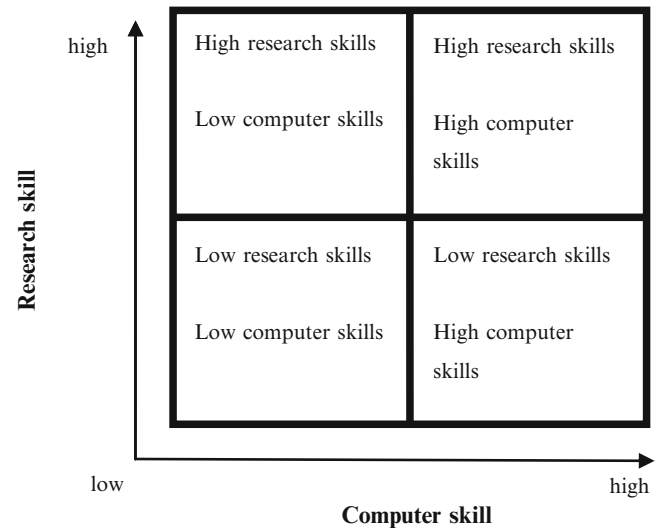 high
High research skills
Low computer skills
High research skills
High computer
skills
Research skill
Low research skills
Low computer skills
Low research skills
High computer
skills
low
high
Computer skill